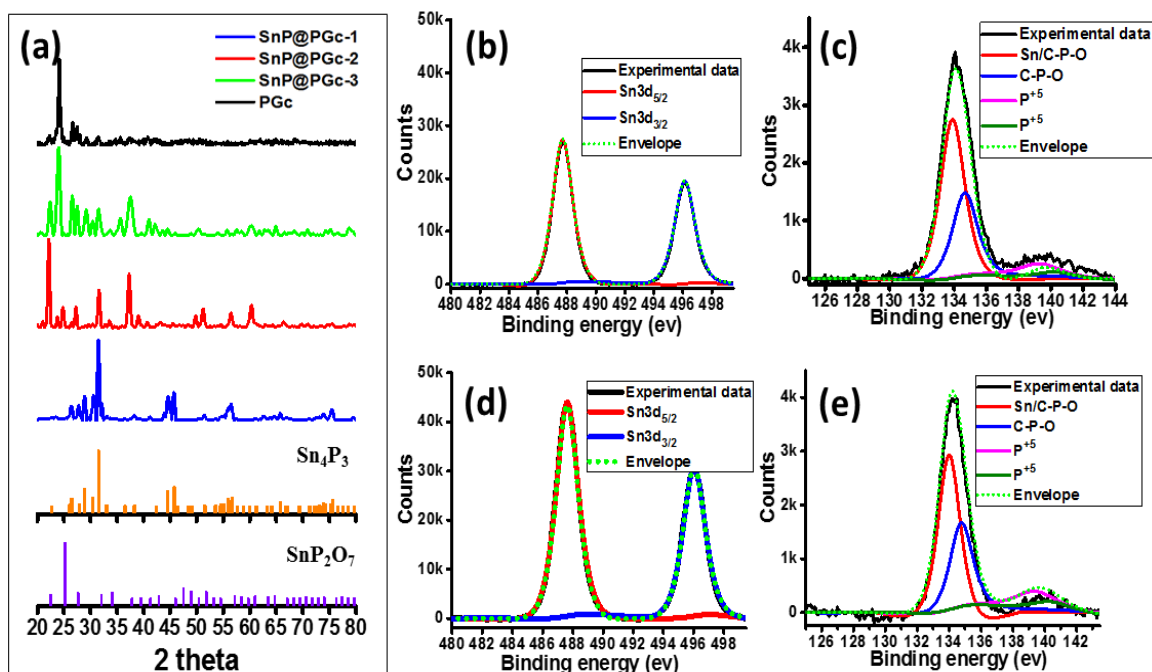 (a)
SnP@PGc-1
SnP@PGc-2
SnP@PGc-3
PGc
Sn4P3
SnP2O7
20 25 30 35 40 45 50 55 60 65 70 75 80
2 theta
(b)
50k
40k
30k
20k
10k
0
Counts
Experimental data
Sn3d5/2
Sn3d3/2
Envelope
480 482 484 486 488 490 492 494 496 498
Binding energy (ev)
(c)
4k
3k
2k
1k
0
Counts
Experimental data
Sn/C-P-O
C-P-O
P+5
P+5
Envelope
126 128 130 132 134 136 138 140 142 144
Binding energy (ev)
(d)
50k
40k
30k
20k
10k
0
Counts
Experimental data
Sn3d5/2
Sn3d3/2
Envelope
480 482 484 486 488 490 492 494 496 498
Binding energy (ev)
(e)
4k
3k
2k
1k
0
Counts
Experimental data
Sn/C-P-O
C-P-O
P+5
P+5
Envelope
126 128 130 132 134 136 138 140 142
Binding energy (ev)